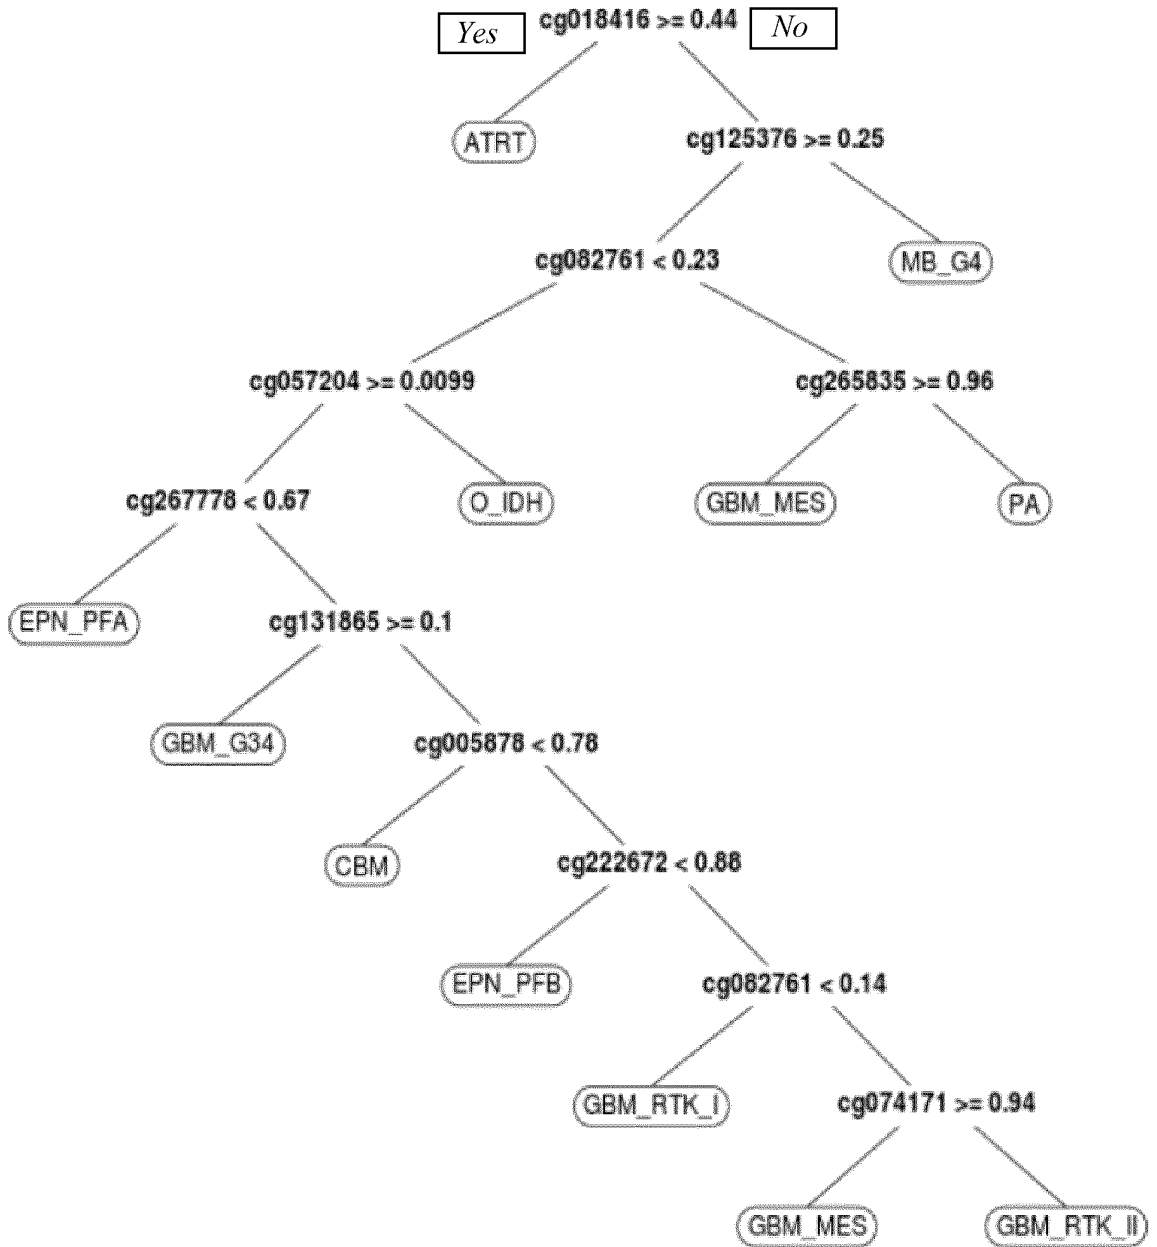 Yes cg018416 >= 0.44 No
ATRT cg125376 >= 0.25
cg082761 < 0.23 MB_G4
cg057204 >= 0.0099 cg265835 >= 0.96
cg267778 < 0.67 O_IDH GBM_MES PA
EPN_PFA cg131865 >= 0.1
GBM_G34 cg005878 < 0.78
CBM cg222672 < 0.88
EPN_PFB cg082761 < 0.14
GBM_RTK_I cg074171 >= 0.94
GBM_MES GBM_RTK_II